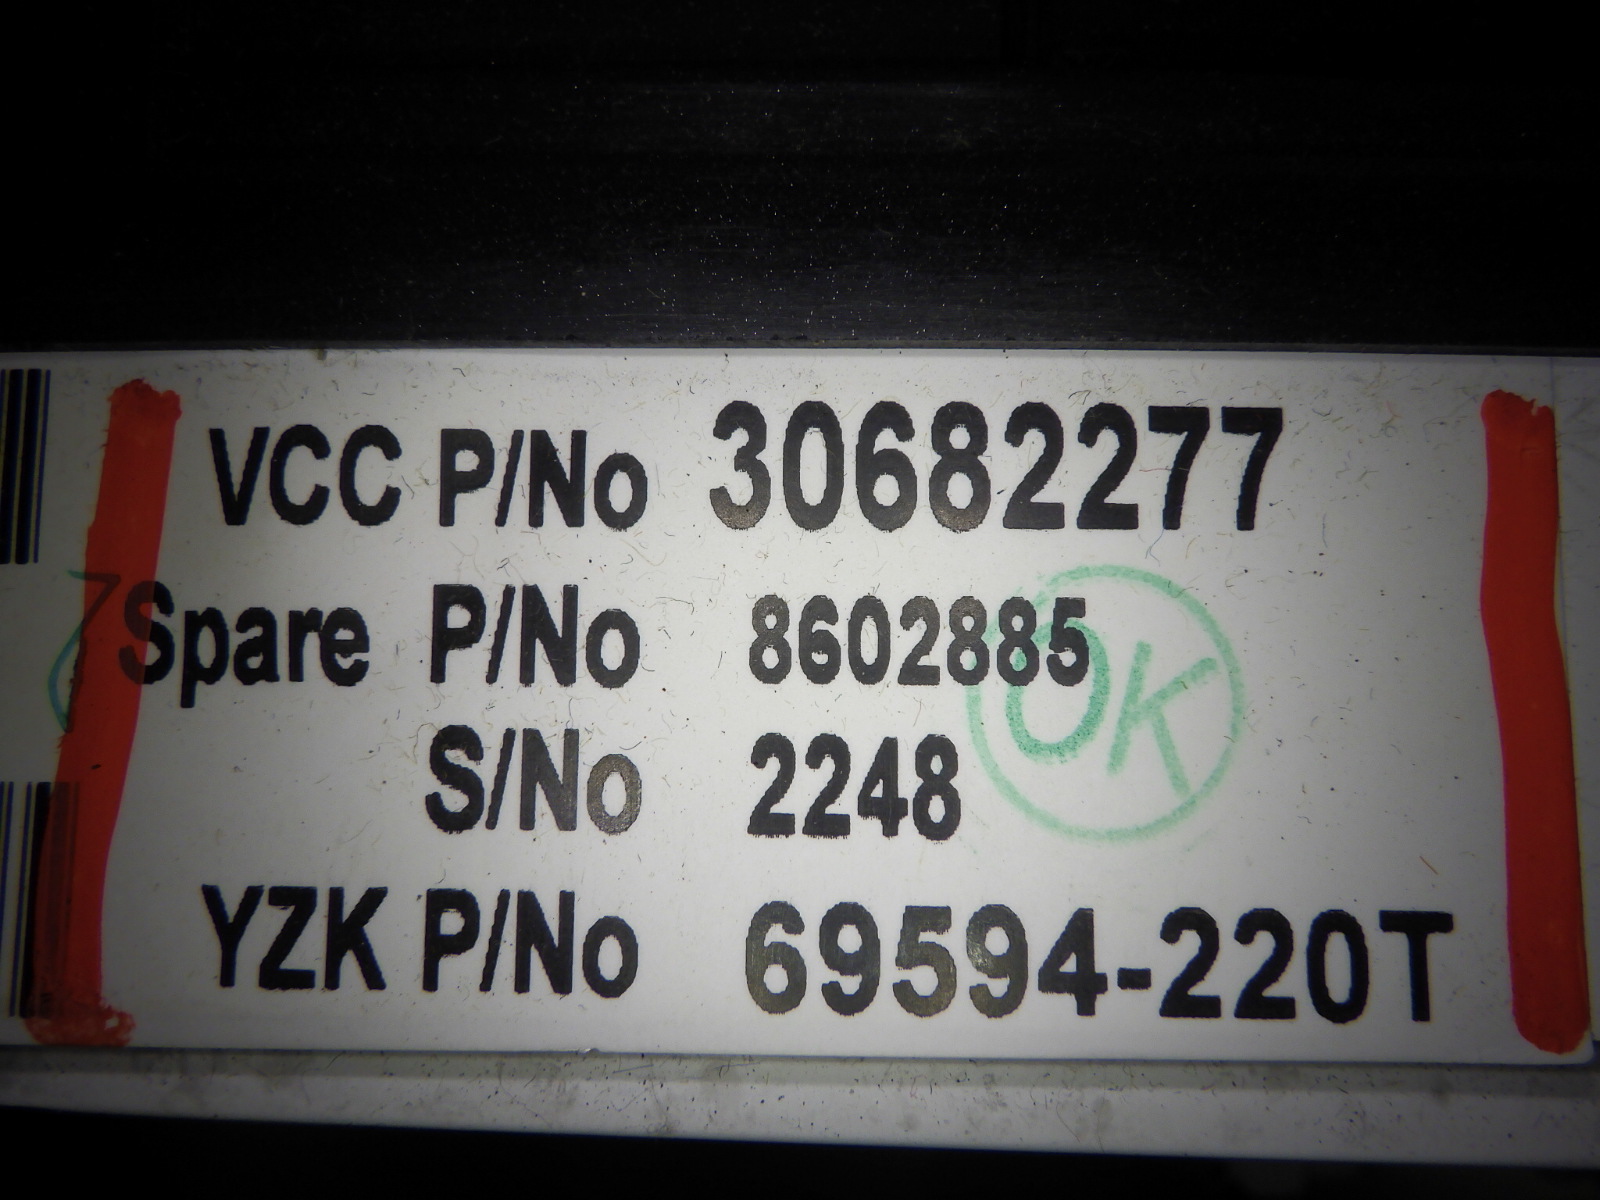 VCC P/No 30682277
Spare P/No 8602885
OK
S/No 2248
YZK P/No 69594-220T